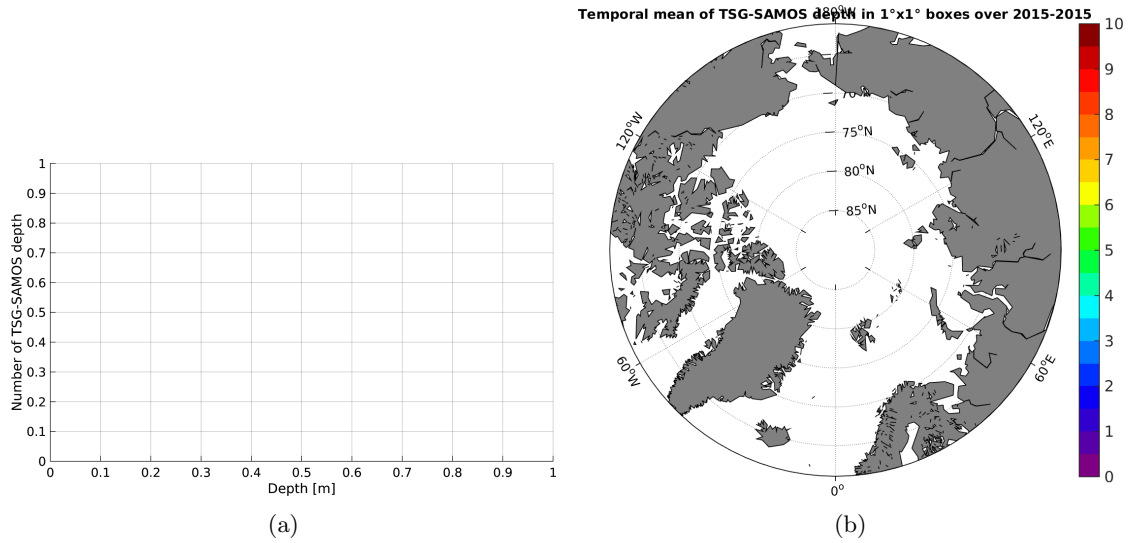 Temporal mean of TSG-SAMOS depth in 1°x1° boxes over 2015-2015
180°W
120°W
120°E
70
75°N
80°N
85°N
60°W
60°E
0°
10
9
8
7
6
5
4
3
2
1
0
1
0.9
0.8
0.7
0.6
0.5
0.4
0.3
0.2
0.1
0
Number of TSG-SAMOS depth
0 0.1 0.2 0.3 0.4 0.5 0.6 0.7 0.8 0.9 1
Depth [m]
(a)
(b)